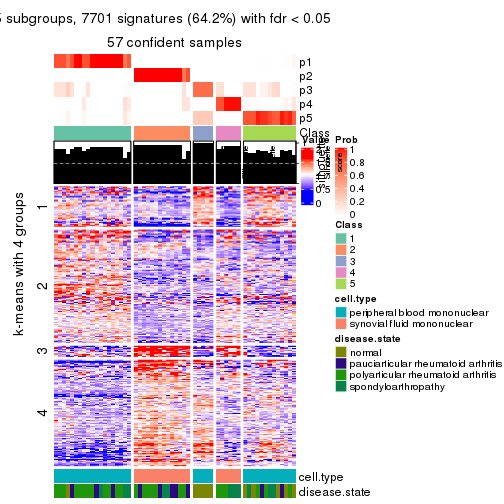 subgroups, 7701 signatures (64.2%) with fdr < 0.05
57 confident samples
p1
p2
p3
p4
p5
Class
Prob
1
0.8
0.6
0.4
0.2
0
Class
1
2
3
4
5
cell.type
peripheral blood mononuclear
synovial fluid mononuclear
disease.state
normal
pauciarticular rheumatoid arthritis
polyarticular rheumatoid arthritis
spondyloarthropathy
k-means with 4 groups
1
2
3
4
cell.type
disease.state